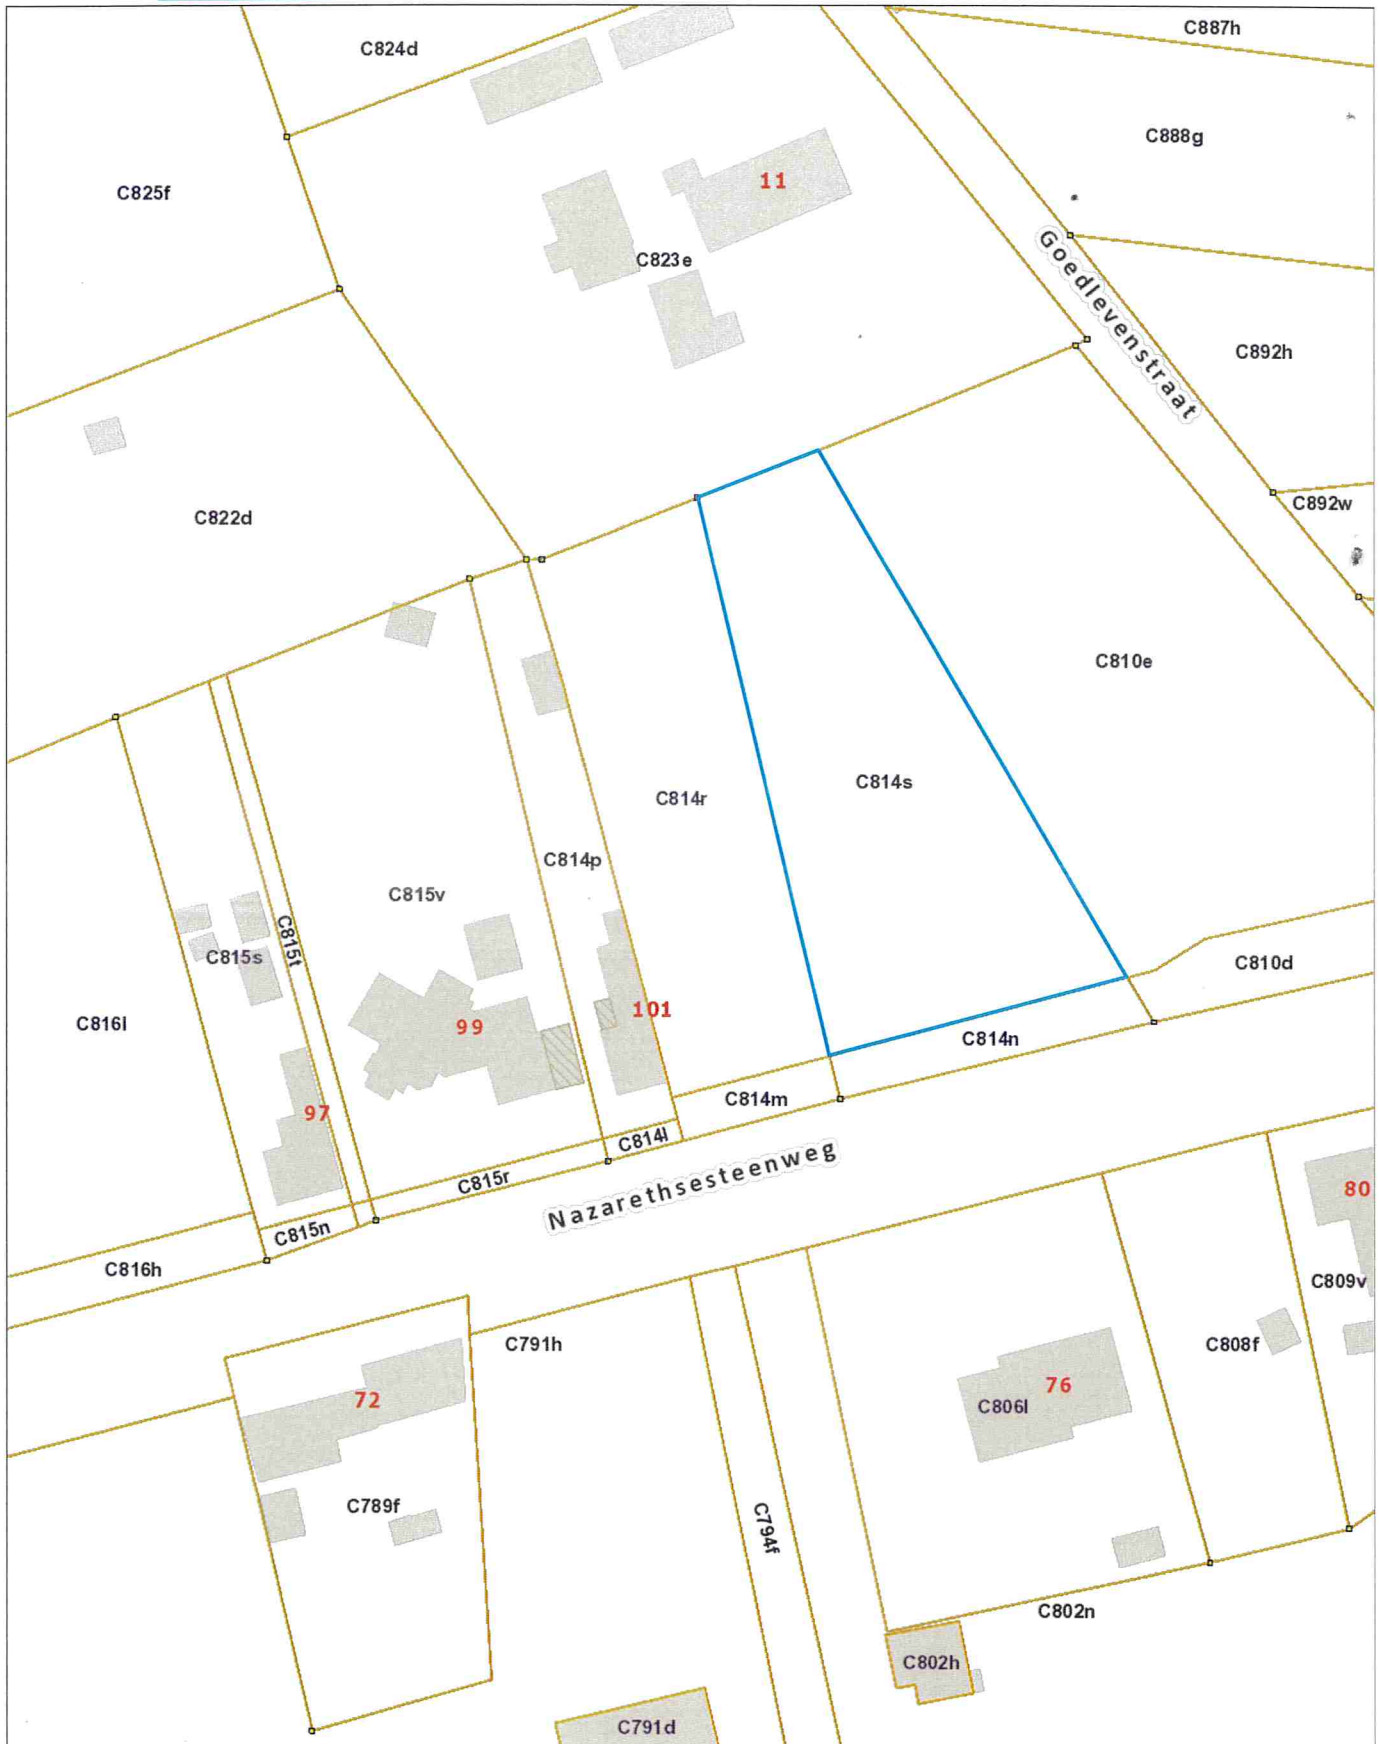 C887h
C824d
C888g
11
C825f
C823e
Goedlevenstraat
C892h
C892w
C822d
C810e
C814s
C814r
C814p
C815v
C815t
C815s
C810d
101
C816l
99
C814n
C814m
97
C814l
Nazarethsesteenweg
C815r
80
C815n
C816h
C809v
C791h
C808f
76
72
C806l
C789f
C794f
C802n
C802h
C791d